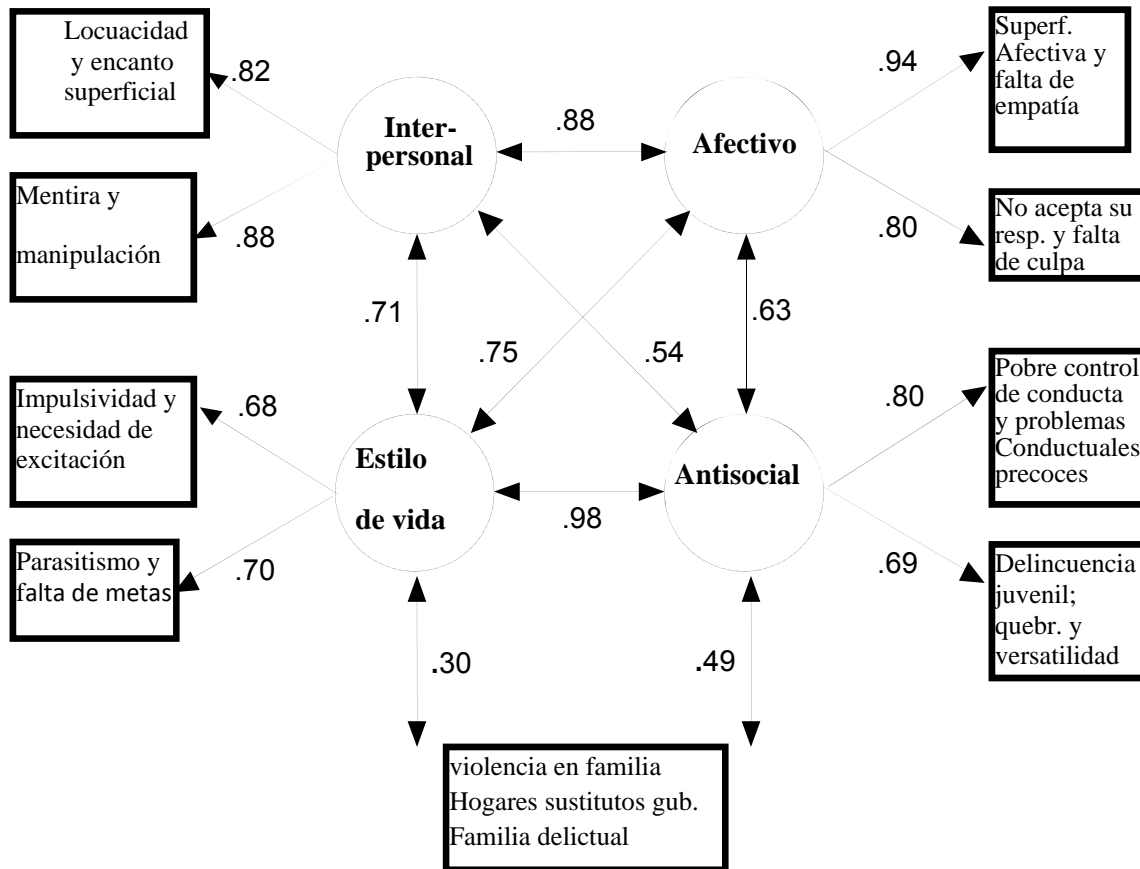 Locuacidad
y encanto
superficial
.82
Mentira y
manipulación
.88
Inter-
personal
.88
Afectivo
.94
Superf.
Afectiva y
falta de
empatía
.80
No acepta su
resp. y falta
de culpa
.71
.75
.54
.63
Impulsividad y
necesidad de
excitación
.68
Parasitismo y
falta de metas
.70
Estilo
de vida
.98
Antisocial
.80
Pobre control
de conducta
y problemas
Conductuales
precoces
.69
Delincuencia
juvenil;
quebr. y
versatilidad
.30
.49
violencia en familia
Hogares sustitutos gub.
Familia delictual